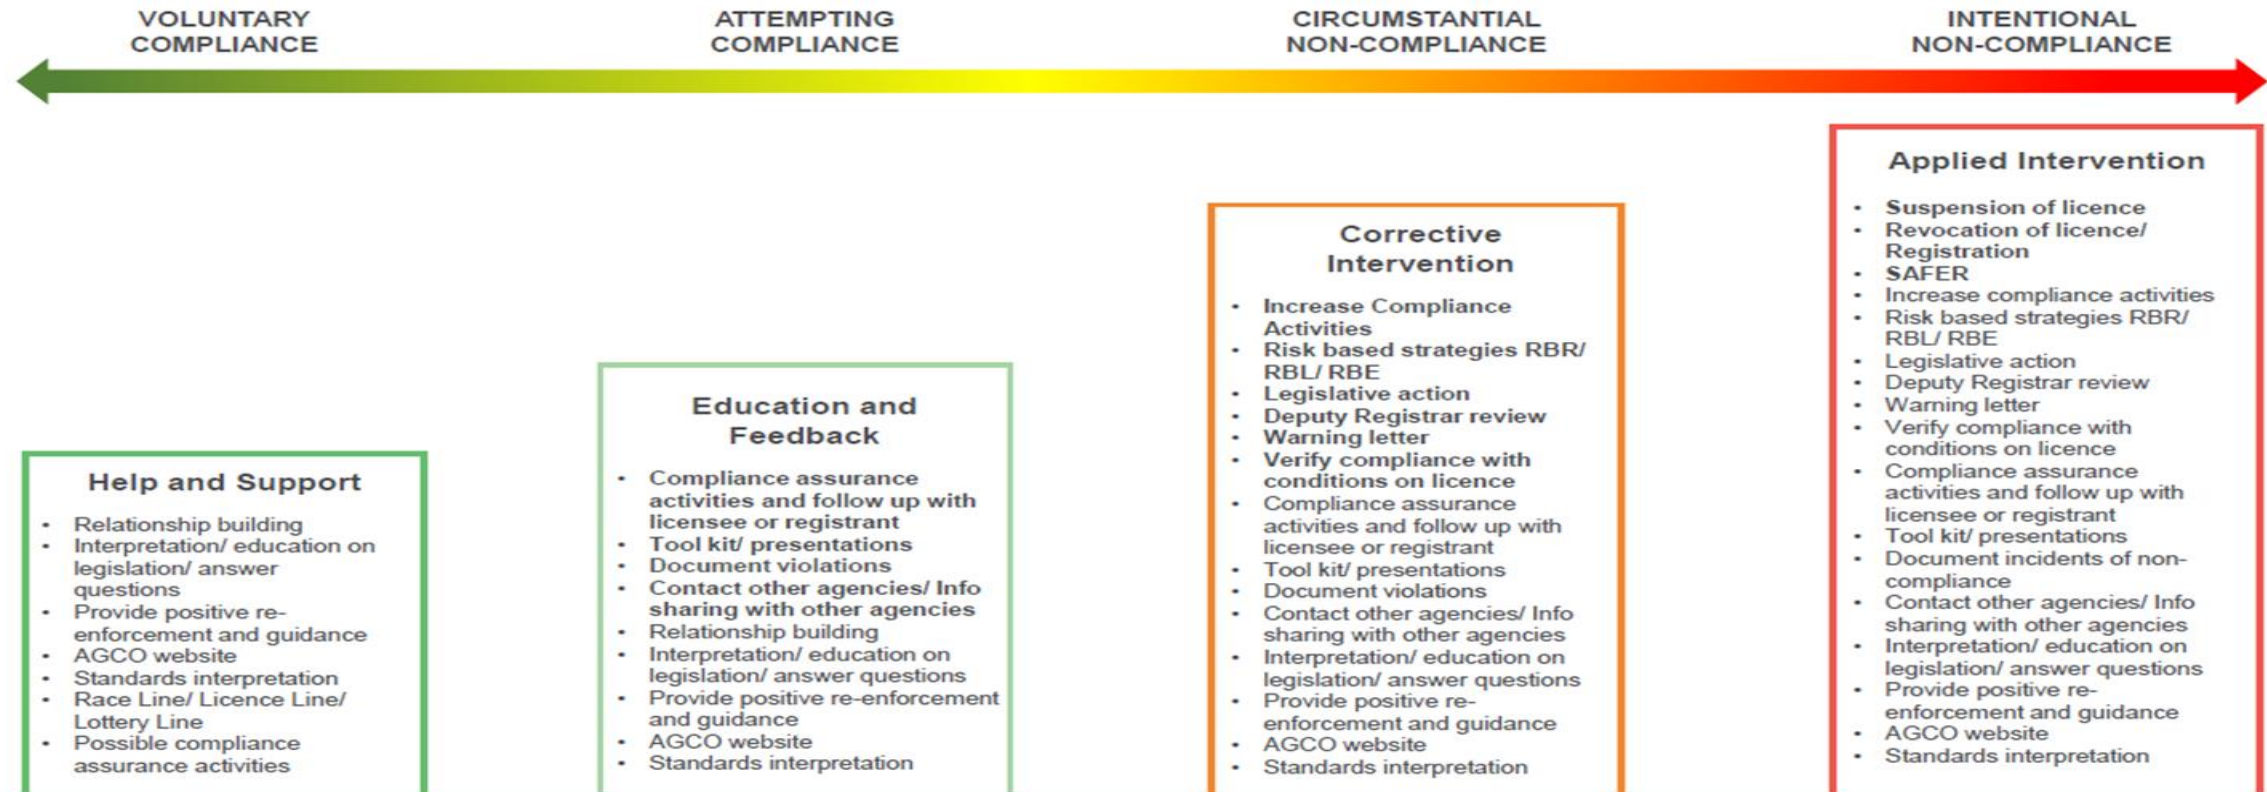 VOLUNTARY
COMPLIANCE
ATTEMPTING
COMPLIANCE
CIRCUMSTANTIAL
NON-COMPLIANCE
INTENTIONAL
NON-COMPLIANCE
Help and Support
• Relationship building
• Interpretation/ education on
legislation/ answer
questions
• Provide positive re-
enforcement and guidance
• AGCO website
• Standards interpretation
• Race Line/ Licence Line/
Lottery Line
• Possible compliance
assurance activities
Education and
Feedback
• Compliance assurance
activities and follow up with
licensee or registrant
• Tool kit/ presentations
• Document violations
• Contact other agencies/ Info
sharing with other agencies
• Relationship building
• Interpretation/ education on
legislation/ answer questions
• Provide positive re-enforcement
and guidance
• AGCO website
• Standards interpretation
Corrective
Intervention
• Increase Compliance
Activities
• Risk based strategies RBR/
RBL/ RBE
• Legislative action
• Deputy Registrar review
• Warning letter
• Verify compliance with
conditions on licence
• Compliance assurance
activities and follow up with
licensee or registrant
• Tool kit/ presentations
• Document violations
• Contact other agencies/ Info
sharing with other agencies
• Interpretation/ education on
legislation/ answer questions
• Provide positive re-
enforcement and guidance
• AGCO website
• Standards interpretation
Applied Intervention
• Suspension of licence
• Revocation of licence/
Registration
• SAFER
• Increase compliance activities
• Risk based strategies RBR/
RBL/ RBE
• Legislative action
• Deputy Registrar review
• Warning letter
• Verify compliance with
conditions on licence
• Compliance assurance
activities and follow up with
licensee or registrant
• Tool kit/ presentations
• Document incidents of non-
compliance
• Contact other agencies/ Info
sharing with other agencies
• Interpretation/ education on
legislation/ answer questions
• Provide positive re-
enforcement and guidance
• AGCO website
• Standards interpretation